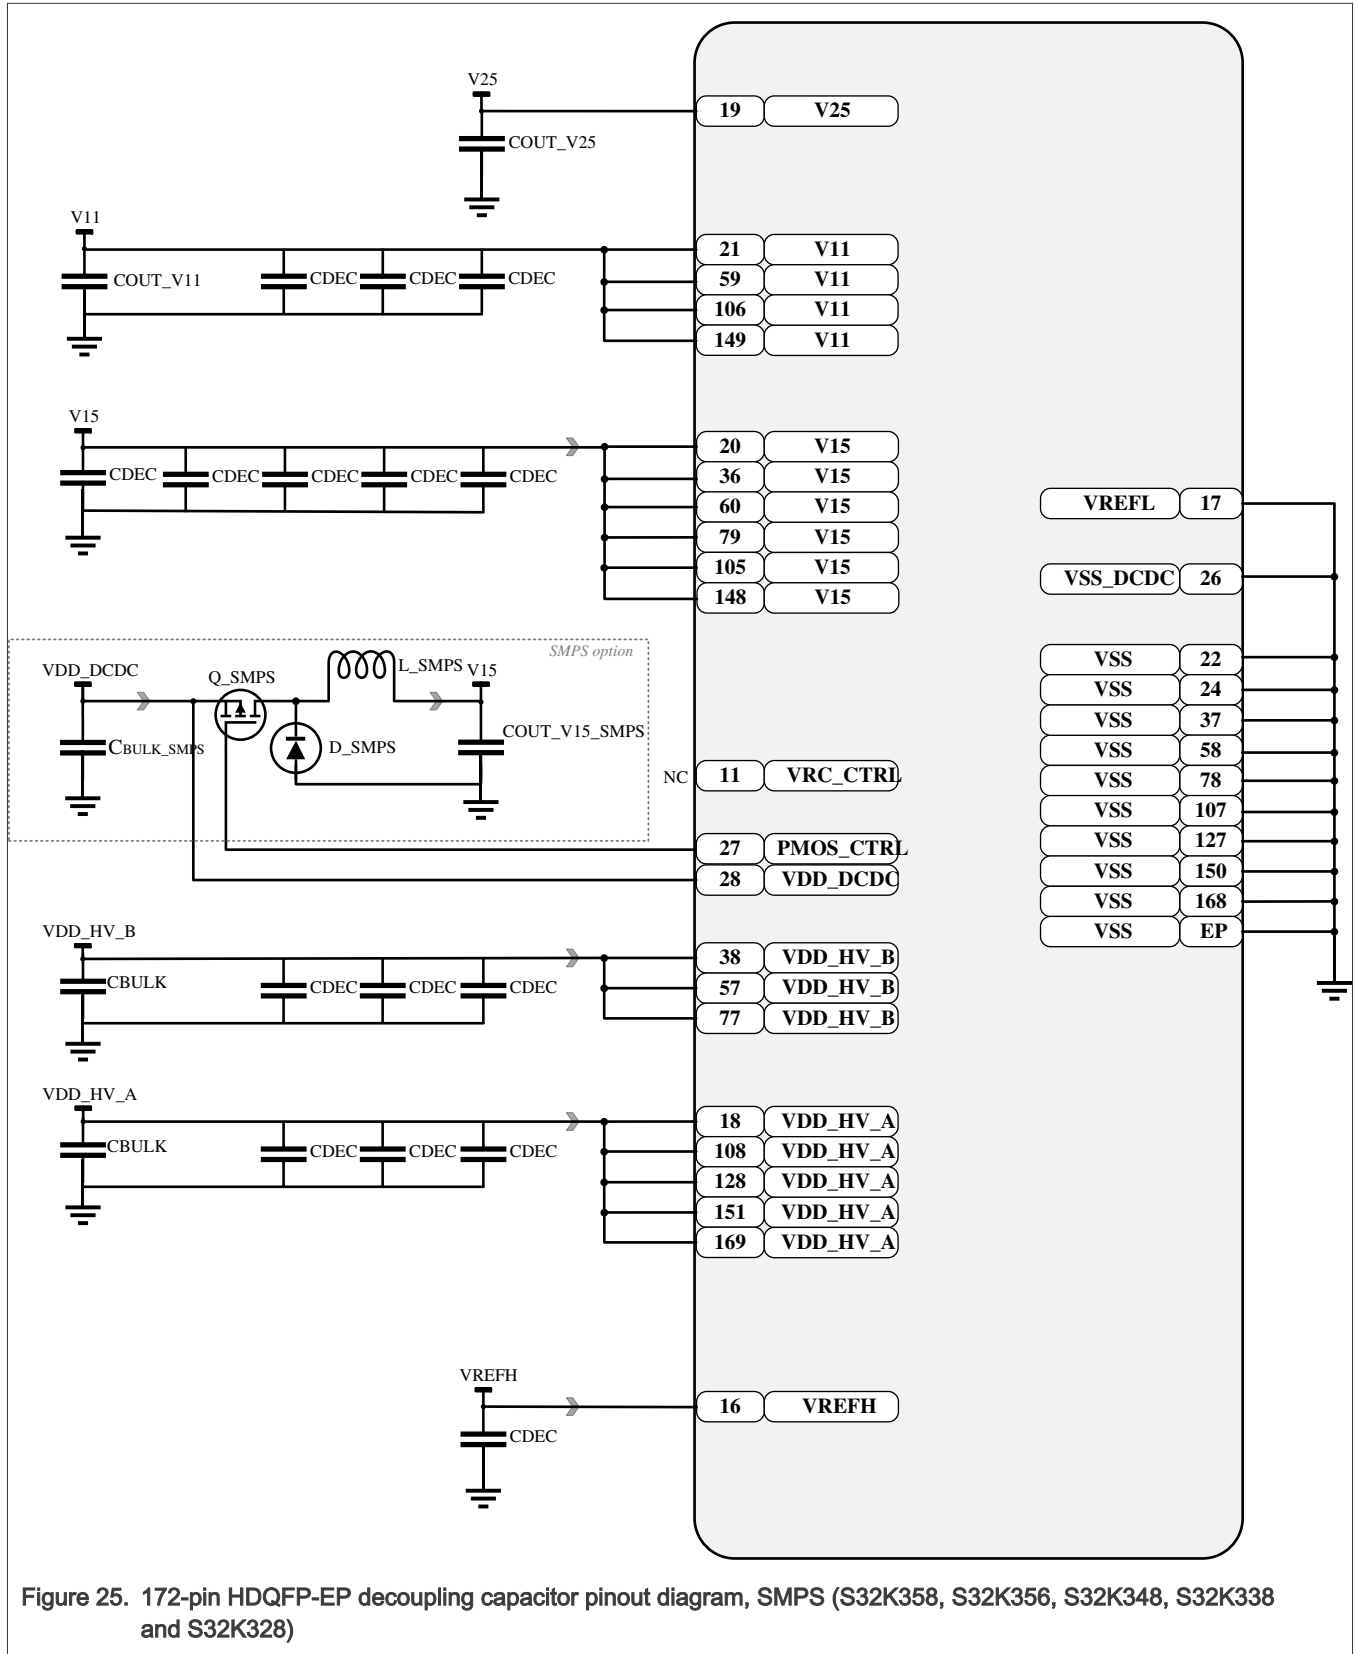 V25
19 V25
COUT_V25
V11
21 V11
COUT_V11 CDEC CDEC CDEC
59 V11
106 V11
149 V11
V15
20 V15
CDEC CDEC CDEC CDEC CDEC
36 V15
60 V15
79 V15
105 V15
148 V15
VREFL 17
VSS_DCDC 26
VSS 22
VSS 24
VSS 37
VSS 58
VSS 78
VSS 107
VSS 127
VSS 150
VSS 168
VSS EP
SMPS option
VDD_DCDC Q_SMPS L_SMPS V15
CBULK_SMPS D_SMPS COUT_V15_SMPS
NC 11 VRC_CTRL
27 PMOS_CTRL
28 VDD_DCDC
VDD_HV_B
38 VDD_HV_B
CBULK CDEC CDEC CDEC
57 VDD_HV_B
77 VDD_HV_B
VDD_HV_A
18 VDD_HV_A
CBULK CDEC CDEC CDEC
108 VDD_HV_A
128 VDD_HV_A
151 VDD_HV_A
169 VDD_HV_A
VREFH
16 VREFH
CDEC
Figure 25. 172-pin HDQFP-EP decoupling capacitor pinout diagram, SMPS (S32K358, S32K356, S32K348, S32K338
and S32K328)